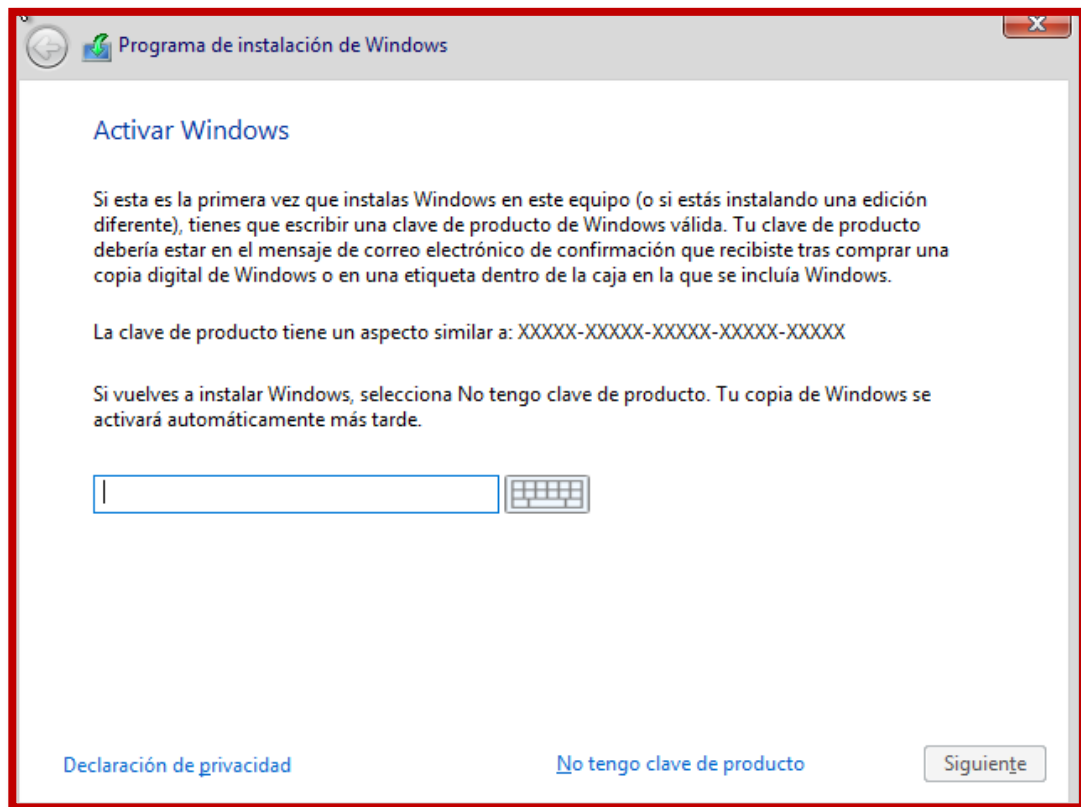 Programa de instalación de Windows
Activar Windows
Si esta es la primera vez que instalas Windows en este equipo (o si estás instalando una edición
diferente), tienes que escribir una clave de producto de Windows válida. Tu clave de producto
debería estar en el mensaje de correo electrónico de confirmación que recibiste tras comprar una
copia digital de Windows o en una etiqueta dentro de la caja en la que se incluía Windows.
La clave de producto tiene un aspecto similar a: XXXXX-XXXXX-XXXXX-XXXXX-XXXXX
Si vuelves a instalar Windows, selecciona No tengo clave de producto. Tu copia de Windows se
activará automáticamente más tarde.
Declaración de privacidad
No tengo clave de producto
Siguiente